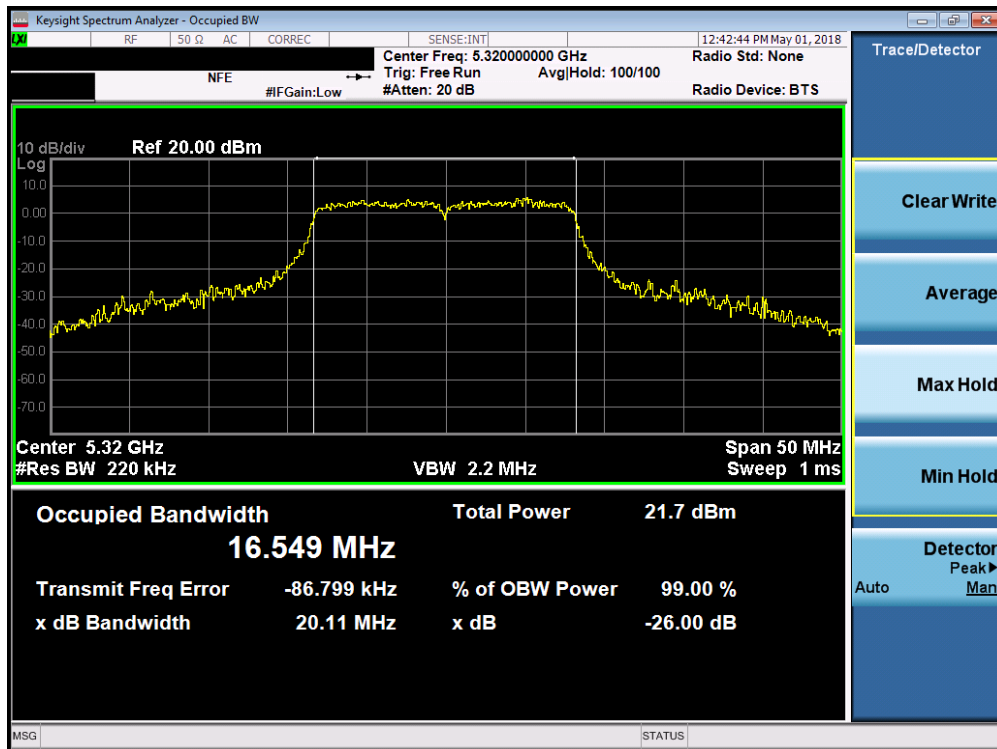 Keysight Spectrum Analyzer - Occupied BW
LXI
RF 50 Ω AC CORREC SENSE:INT 12:42:44 PM May 01, 2018
Center Freq: 5.320000000 GHz Radio Std: None
NFE Trig: Free Run Avg|Hold: 100/100
#IFGain:Low #Atten: 20 dB Radio Device: BTS
10 dB/div Ref 20.00 dBm
Log
10.0
0.00
-10.0
-20.0
-30.0
-40.0
-50.0
-60.0
-70.0
Center 5.32 GHz Span 50 MHz
#Res BW 220 kHz VBW 2.2 MHz Sweep 1 ms
Occupied Bandwidth Total Power 21.7 dBm
16.549 MHz
Transmit Freq Error -86.799 kHz % of OBW Power 99.00 %
x dB Bandwidth 20.11 MHz x dB -26.00 dB
MSG STATUS
Trace/Detector
Clear Write
Average
Max Hold
Min Hold
Detector
Peak▶
Auto Man